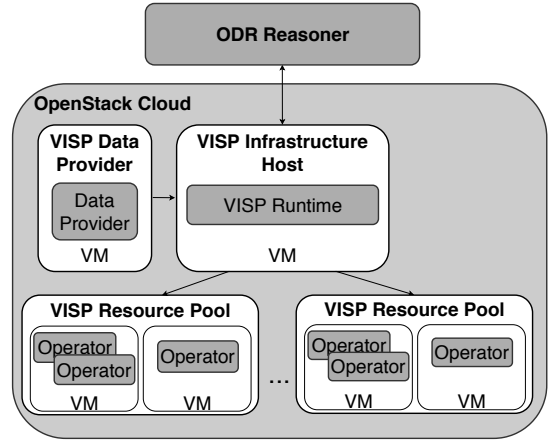 ODR Reasoner
OpenStack Cloud
VISP Data
Provider
Data
Provider
VM
VISP Infrastructure
Host
VISP Runtime
VM
VISP Resource Pool
Operator
Operator
VM
Operator
VM
...
VISP Resource Pool
Operator
Operator
VM
Operator
VM